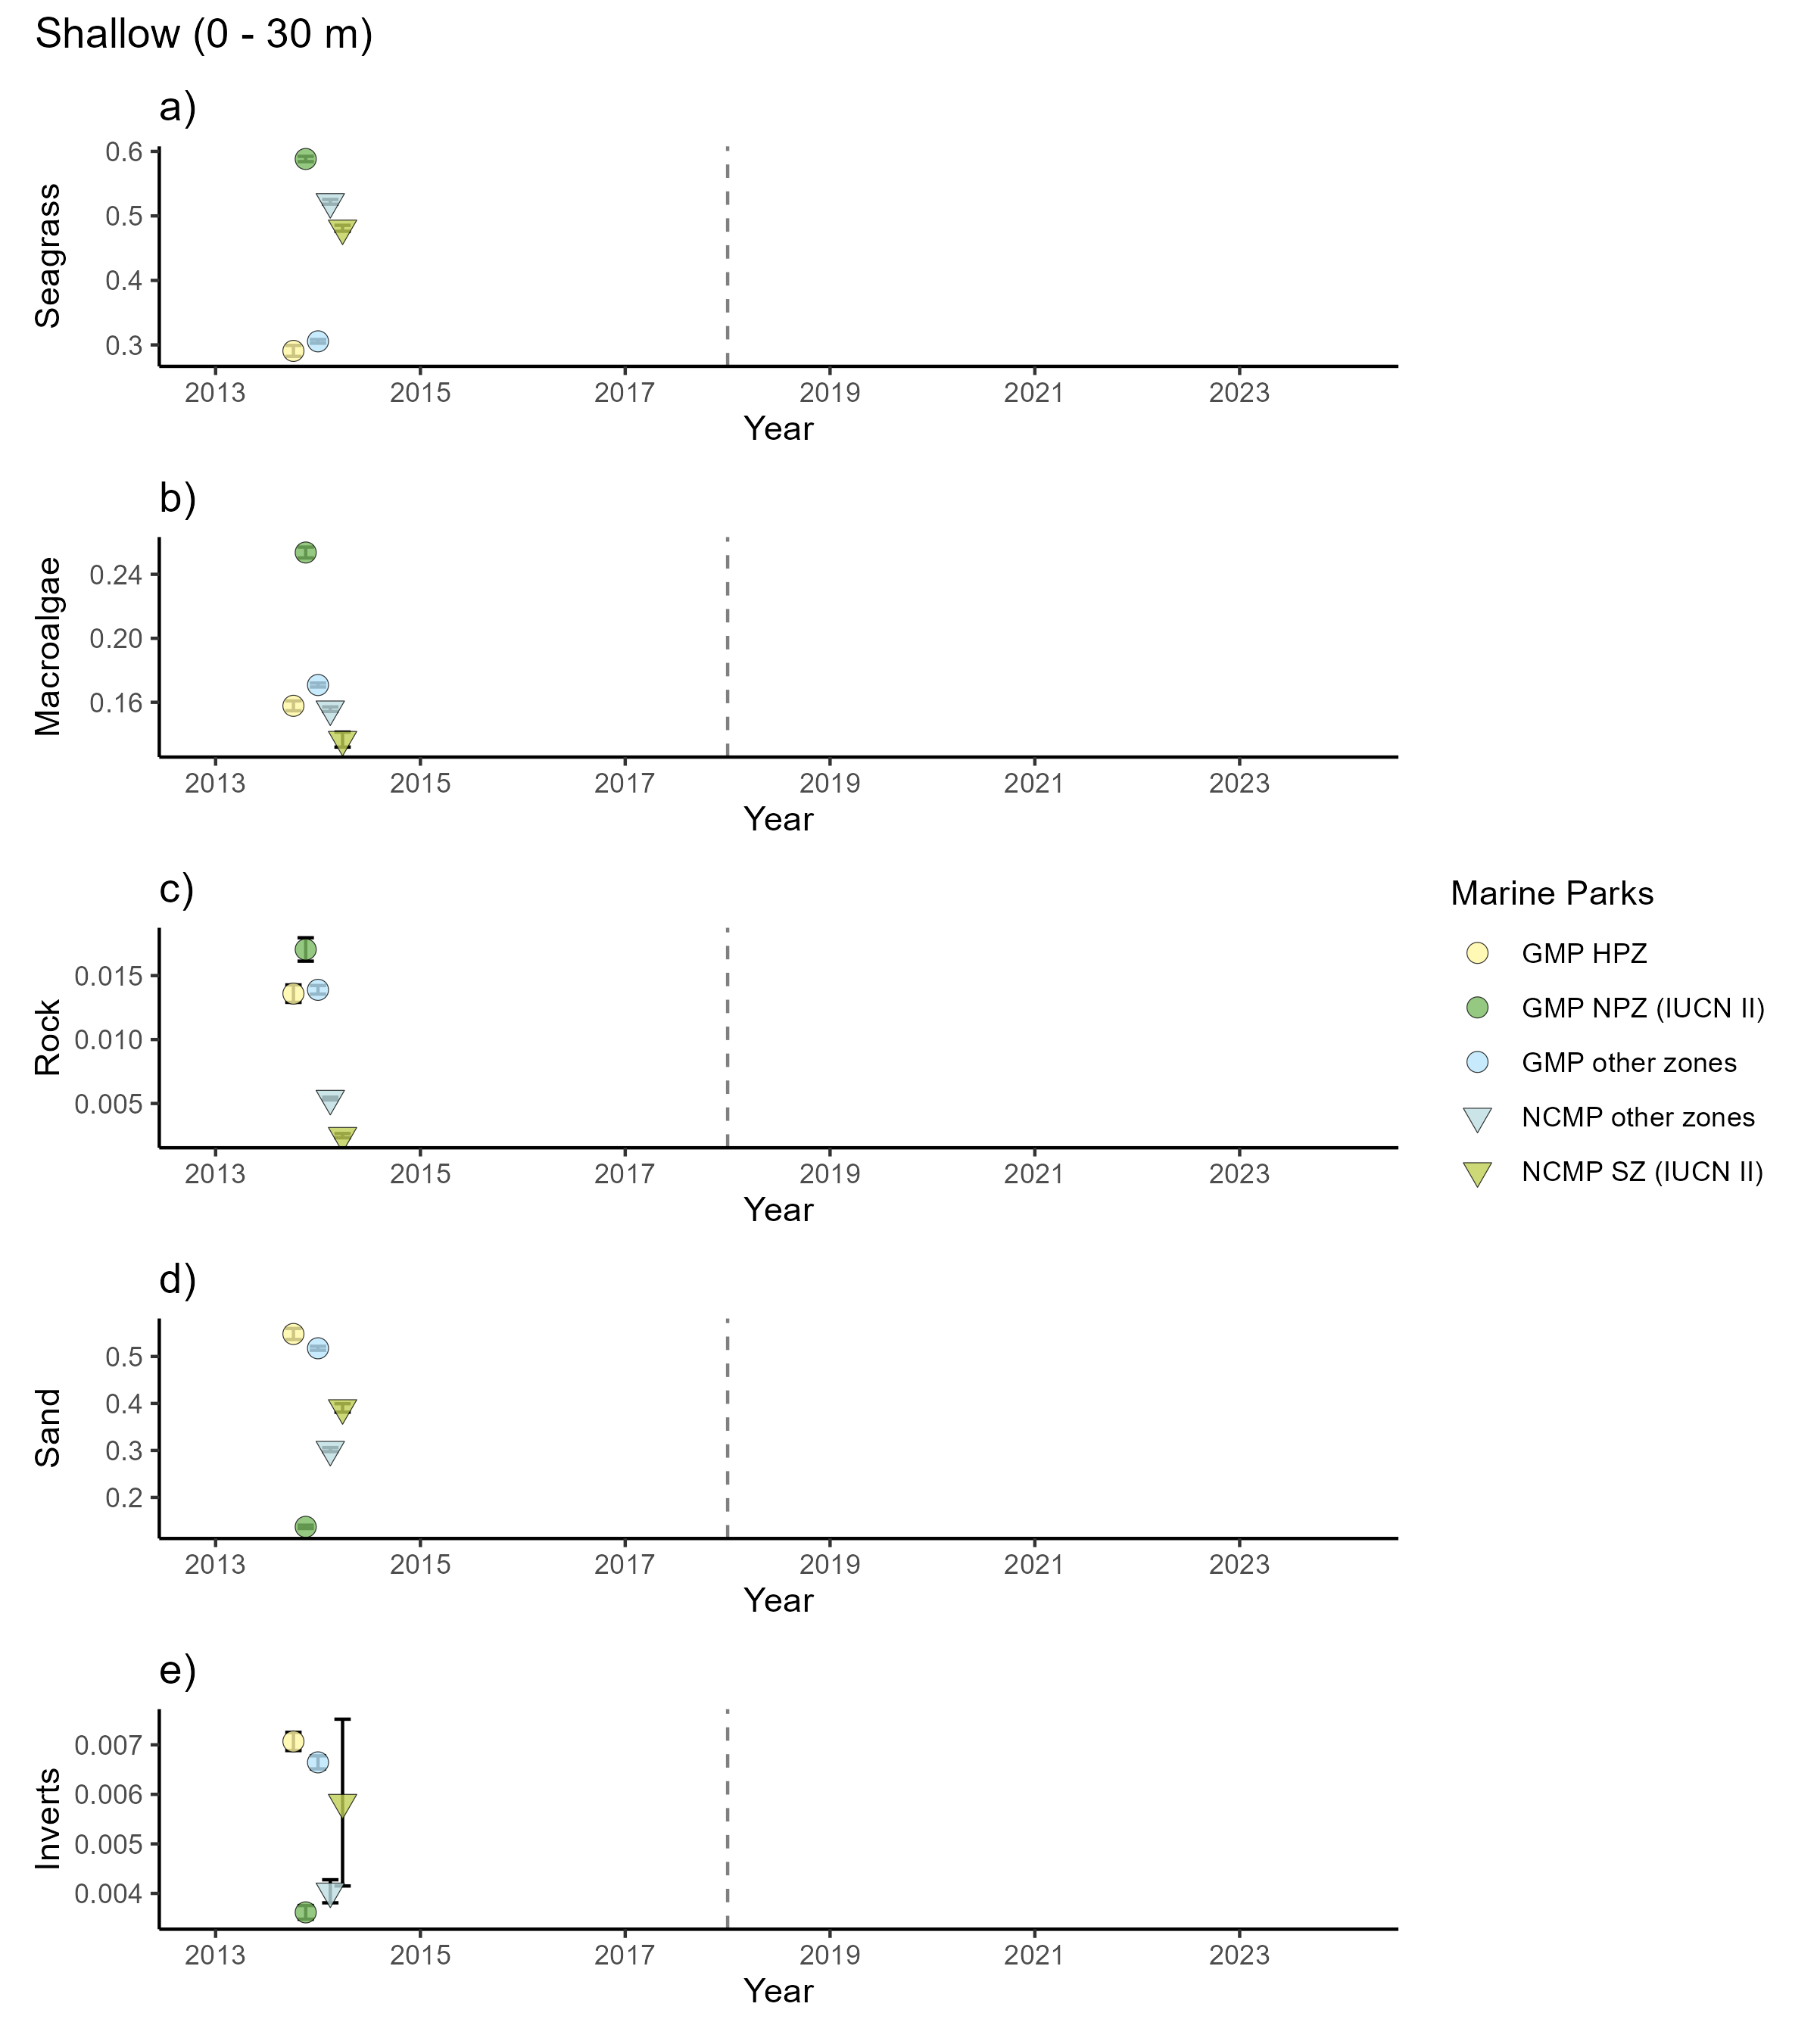 Shallow (0 - 30 m)
a)
Seagrass
0.6
0.5
0.4
0.3
2013 2015 2017 2019 2021 2023
Year
b)
Macroalgae
0.24
0.20
0.16
2013 2015 2017 2019 2021 2023
Year
c)
Rock
0.015
0.010
0.005
2013 2015 2017 2019 2021 2023
Year
Marine Parks
GMP HPZ
GMP NPZ (IUCN II)
GMP other zones
NCMP other zones
NCMP SZ (IUCN II)
d)
Sand
0.5
0.4
0.3
0.2
2013 2015 2017 2019 2021 2023
Year
e)
Inverts
0.007
0.006
0.005
0.004
2013 2015 2017 2019 2021 2023
Year